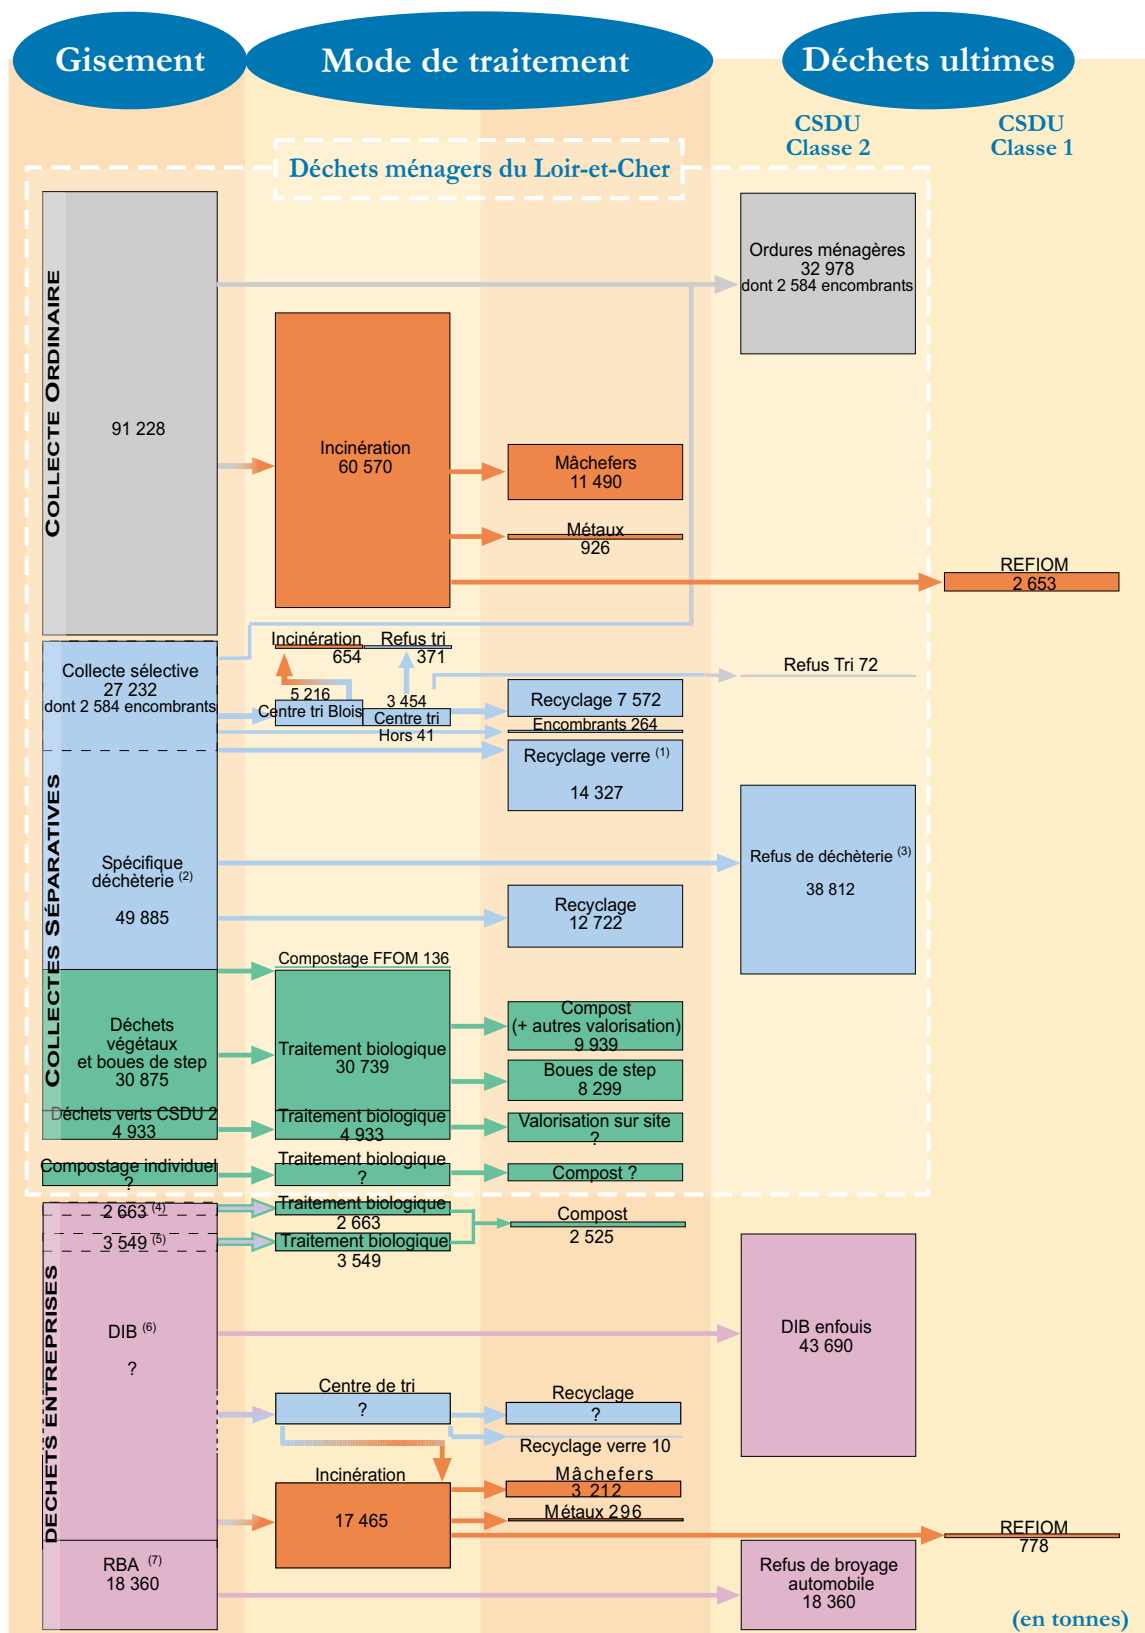 Gisement
Mode de traitement
Déchets ultimes
CSDU
Classe 2
CSDU
Classe 1
Déchets ménagers du Loir-et-Cher
COLLECTE ORDINAIRE
91 228
Ordures ménagères
32 978
dont 2 584 encombrants
Incinération
60 570
Mâchefers
11 490
Métaux
926
REFIOM
2 653
COLLECTES SÉPARATIVES
Collecte sélective
27 232
dont 2 584 encombrants
Incinération
654
Refus tri
371
5 216
Centre tri Blois
3 454
Centre tri
Hors 41
Refus Tri 72
Recyclage 7 572
Encombrants 264
Recyclage verre (1)
14 327
Spécifique
déchèterie (2)
49 885
Refus de déchèterie (3)
38 812
Recyclage
12 722
Compostage FFOM 136
Déchets
végétaux
et boues de step
30 875
Traitement biologique
30 739
Compost
(+ autres valorisation)
9 939
Boues de step
8 299
Déchets verts CSDU 2
4 933
Traitement biologique
4 933
Valorisation sur site
?
Compostage individuel
?
Traitement biologique
?
Compost ?
DECHETS ENTREPRISES
2 663 (4)
Traitement biologique
2 663
Compost
2 525
3 549 (5)
Traitement biologique
3 549
DIB (6)
?
DIB enfouis
43 690
Centre de tri
?
Recyclage
?
Recyclage verre 10
Incinération
17 465
Mâchefers
3 212
Métaux 296
REFIOM
778
RBA (7)
18 360
Refus de broyage
automobile
18 360
(en tonnes)